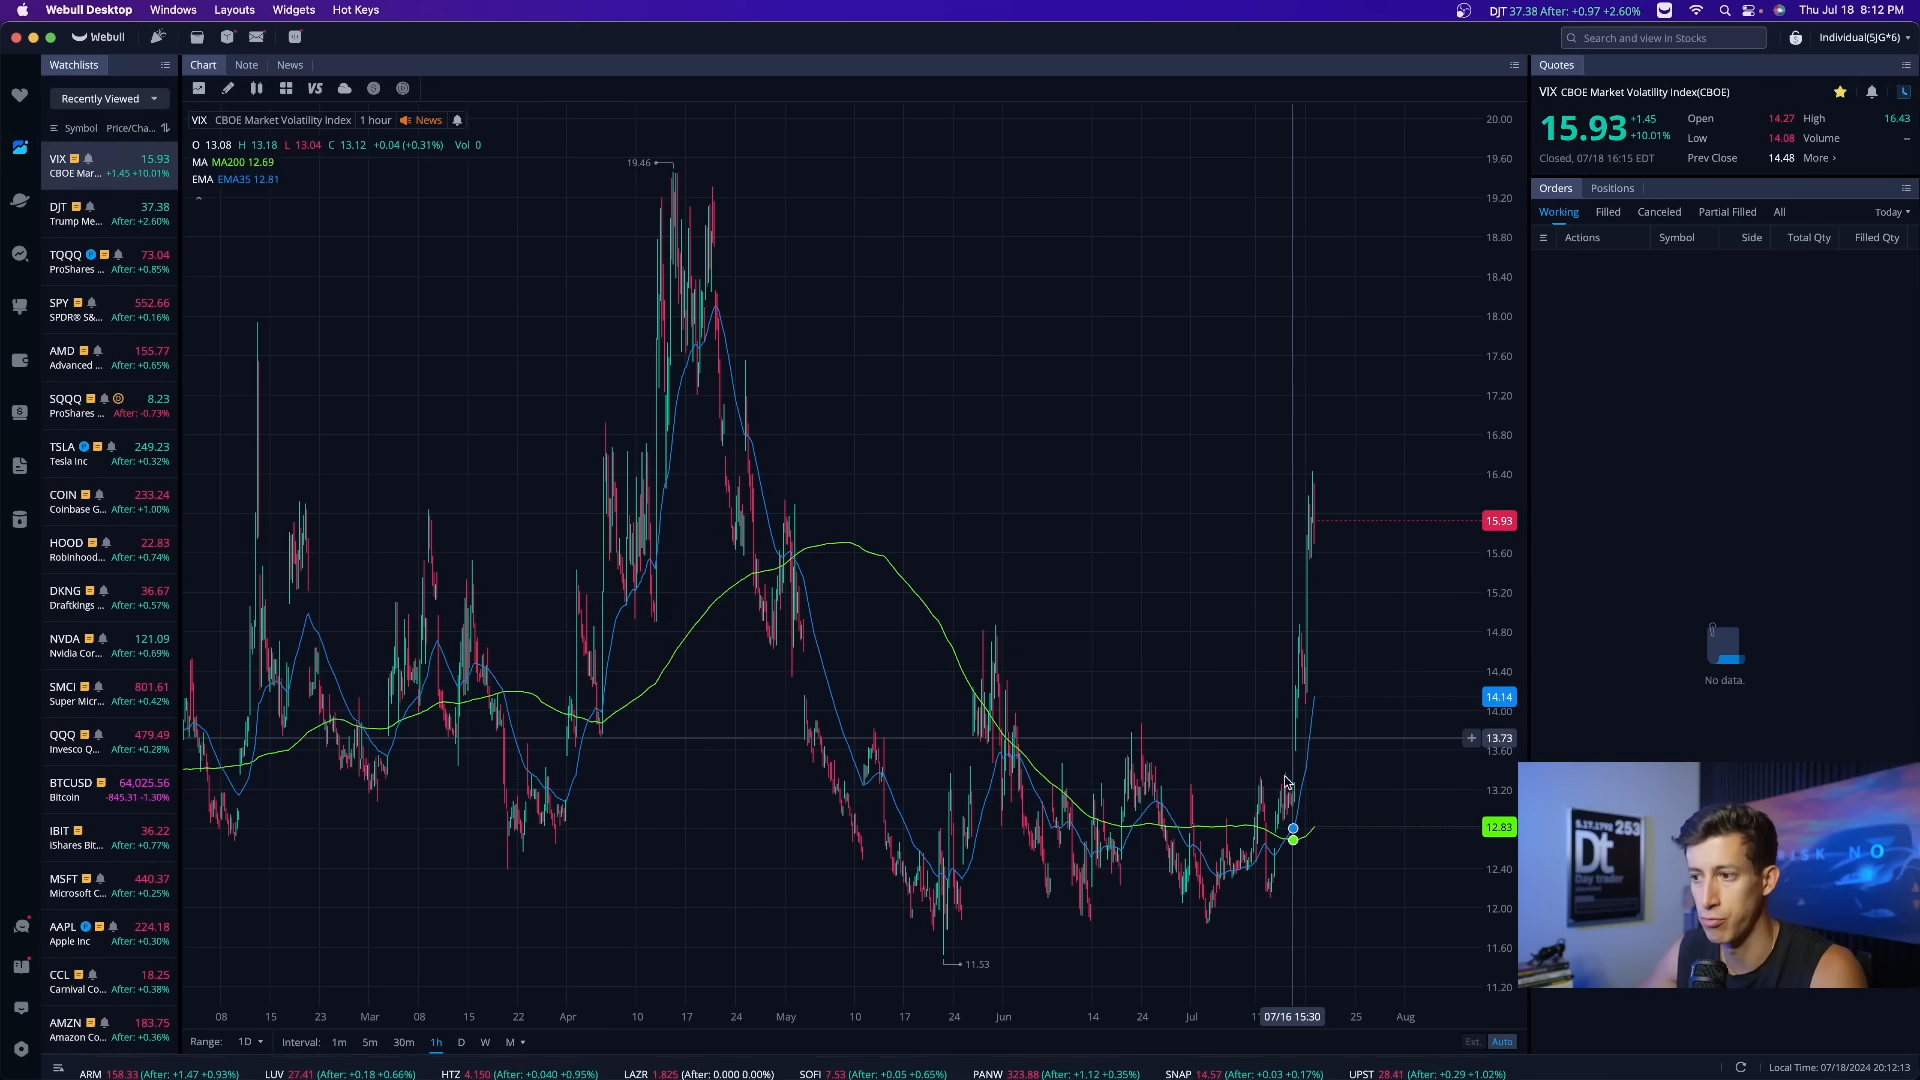 Webull Desktop Windows Layouts Widgets Hot Keys DJT 37.38 After: +0.97 +2.60% Thu Jul 18 8:12 PM
Webull Search and view in Stocks Individual(5JG*6)
Watchlists Chart Note News Quotes
Recently Viewed VS S D
Symbol Price/Cha...
VIX 15.93
CBOE Mar... +1.45 +10.01%
DJT 37.38
Trump Me... After: +2.60%
TQQQ 73.04
ProShares ... After: +0.85%
SPY 552.66
SPDR® S&... After: +0.16%
AMD 155.77
Advanced ... After: +0.65%
SQQQ 8.23
ProShares ... After: -0.73%
TSLA 249.23
Tesla Inc After: +0.32%
COIN 233.24
Coinbase G... After: +1.00%
HOOD 22.83
Robinhood... After: +0.74%
DKNG 36.67
Draftkings ... After: +0.57%
NVDA 121.09
Nvidia Cor... After: +0.69%
SMCI 801.61
Super Micr... After: +0.42%
QQQ 479.49
Invesco Q... After: +0.28%
BTCUSD 64,025.56
Bitcoin -845.31 -1.30%
IBIT 36.22
iShares Bit... After: +0.77%
MSFT 440.37
Microsoft C... After: +0.25%
AAPL 224.18
Apple Inc After: +0.30%
CCL 18.25
Carnival Co... After: +0.38%
AMZN 183.75
Amazon Co... After: +0.36%
VIX CBOE Market Volatility Index 1 hour News
O 13.08 H 13.18 L 13.04 C 13.12 +0.04 (+0.31%) Vol 0
MA MA200 12.69
EMA EMA35 12.81
19.46
11.53
20.00
19.60
19.20
18.80
18.40
18.00
17.60
17.20
16.80
16.40
15.93
15.60
15.20
14.80
14.40
14.14
14.00
13.73
13.60
13.20
12.83
12.40
12.00
11.60
11.20
08 15 23 Mar 08 15 22 Apr 10 17 24 May 10 17 24 Jun 14 24 Jul 07/16 15:30 25 Aug
Range: 1D Interval: 1m 5m 30m 1h D W M Ext. Auto
VIX CBOE Market Volatility Index(CBOE)
15.93 +1.45 +10.01%
Open 14.27 High 16.43
Low 14.08 Volume --
Closed, 07/18 16:15 EDT Prev Close 14.48 More >
Orders Positions
Working Filled Canceled Partial Filled All Today
Actions Symbol Side Total Qty Filled Qty
No data.
5.17.1792 253
Dt
Day trader
RISK NO
ARM 158.33 (After: +1.47 +0.93%) LUV 27.41 (After: +0.18 +0.66%) HTZ 4.150 (After: +0.040 +0.95%) LAZR 1.825 (After: 0.000 0.00%) SOFI 7.53 (After: +0.05 +0.65%) PANW 323.88 (After: +1.12 +0.35%) SNAP 14.57 (After: +0.03 +0.17%) UPST 28.41 (After: +0.29 +1.02%) Local Time: 07/18/2024 20:12:13